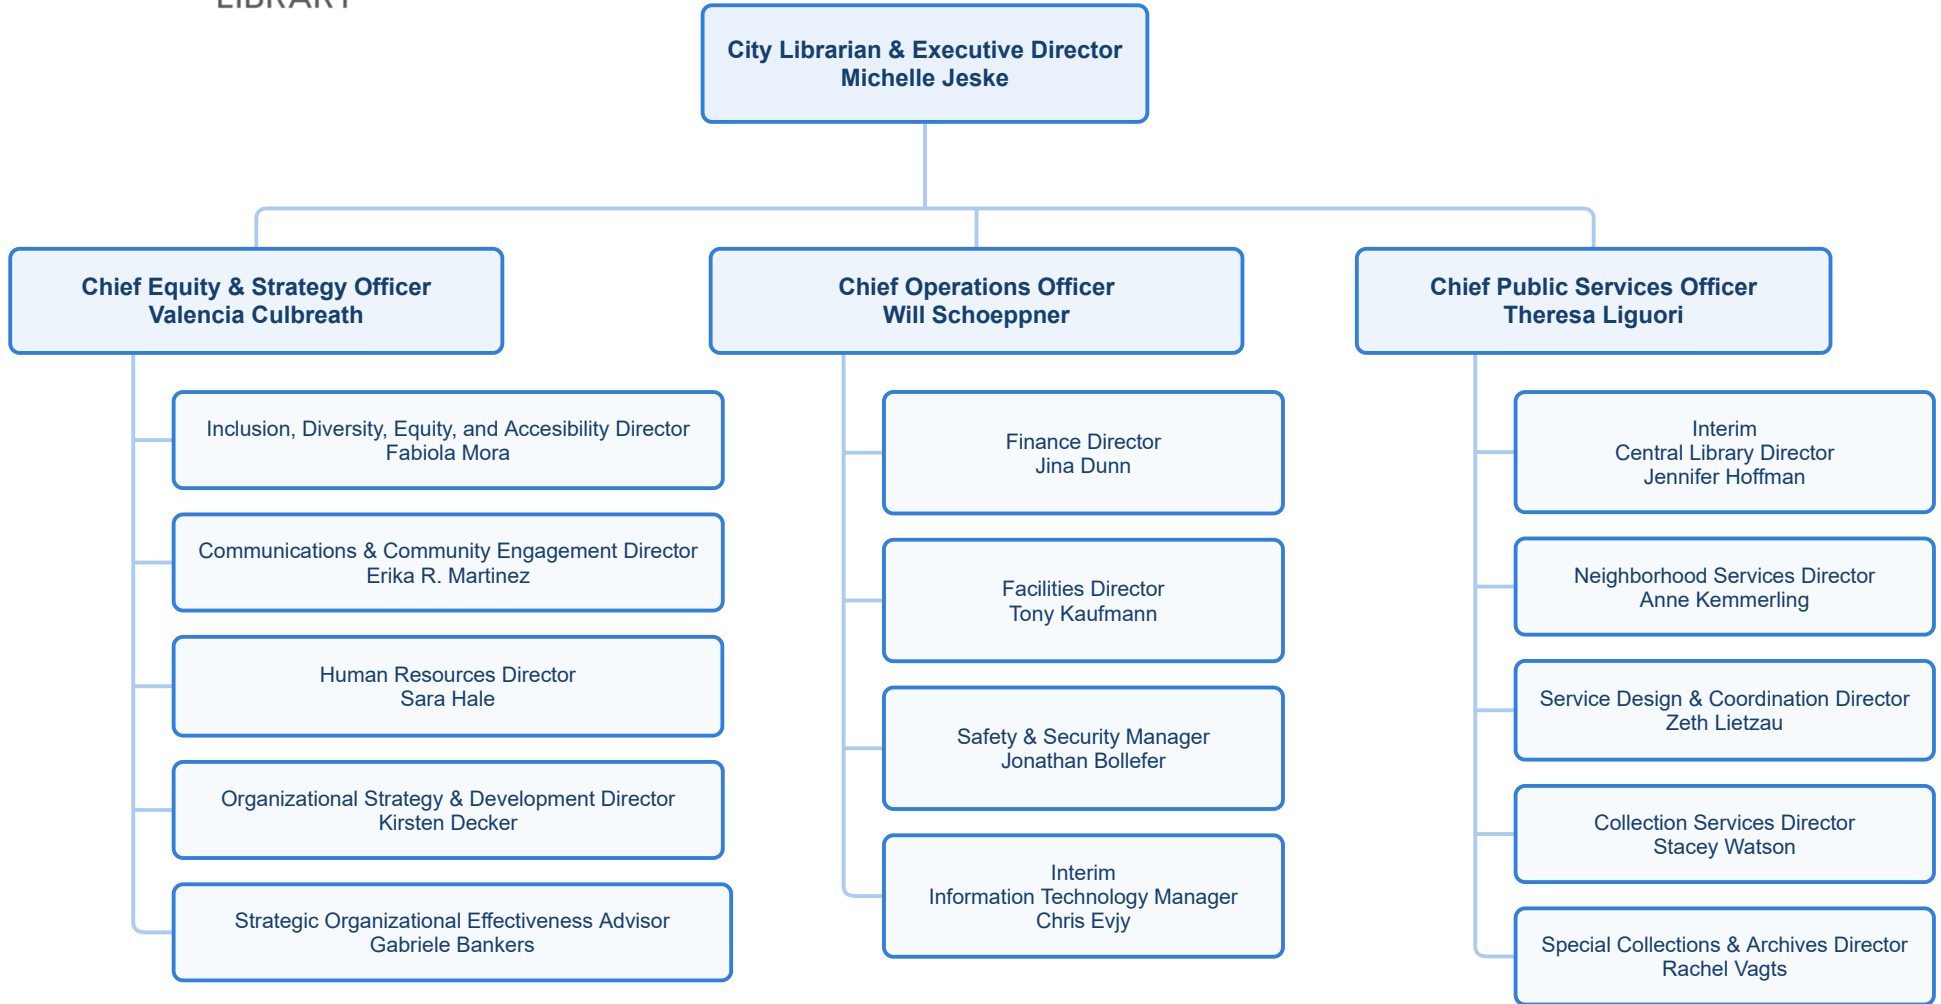 LIBRARY
City Librarian & Executive Director
Michelle Jeske
Chief Equity & Strategy Officer
Valencia Culbreath
Inclusion, Diversity, Equity, and Accesibility Director
Fabiola Mora
Communications & Community Engagement Director
Erika R. Martinez
Human Resources Director
Sara Hale
Organizational Strategy & Development Director
Kirsten Decker
Strategic Organizational Effectiveness Advisor
Gabriele Bankers
Chief Operations Officer
Will Schoeppner
Finance Director
Jina Dunn
Facilities Director
Tony Kaufmann
Safety & Security Manager
Jonathan Bollefer
Interim
Information Technology Manager
Chris Evjy
Chief Public Services Officer
Theresa Liguori
Interim
Central Library Director
Jennifer Hoffman
Neighborhood Services Director
Anne Kemmerling
Service Design & Coordination Director
Zeth Lietzau
Collection Services Director
Stacey Watson
Special Collections & Archives Director
Rachel Vagts